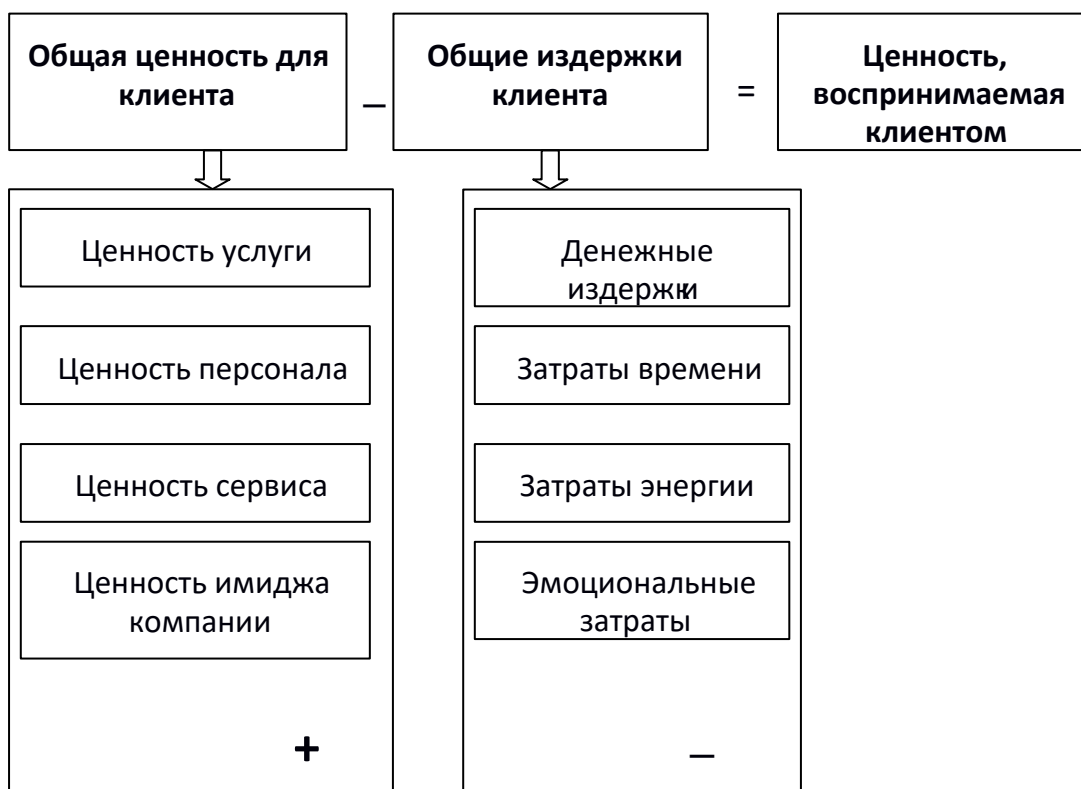 Общая ценность для
клиента
_
Общие издержки
клиента
=
Ценность,
воспринимаемая
клиентом
Ценность услуги
Ценность персонала
Ценность сервиса
Ценность имиджа
компании
+
Денежные
издержки
Затраты времени
Затраты энергии
Эмоциональные
затраты
_